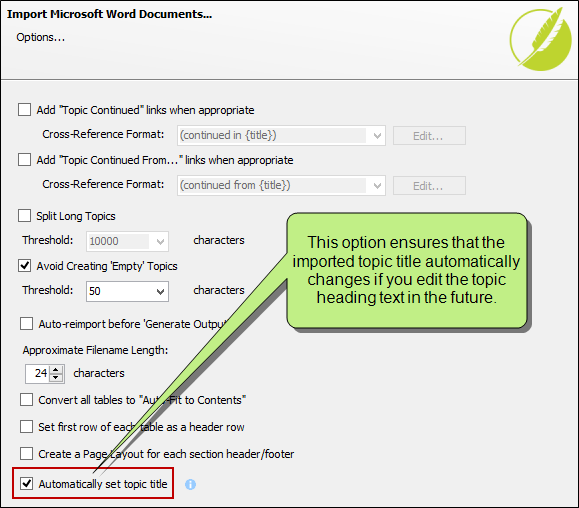 Import Microsoft Word Documents...
Options...
Add "Topic Continued" links when appropriate
Cross-Reference Format: (continued in {title}) Edit...
Add "Topic Continued From..." links when appropriate
Cross-Reference Format: (continued from {title}) Edit...
Split Long Topics
Threshold: 10000 characters
Avoid Creating 'Empty' Topics
Threshold: 50 characters
This option ensures that the
imported topic title automatically
changes if you edit the topic
heading text in the future.
Auto-reimport before 'Generate Outpu
Approximate Filename Length:
24 characters
Convert all tables to "Auto-Fit to Contents"
Set first row of each table as a header row
Create a Page Layout for each section header/footer
Automatically set topic title